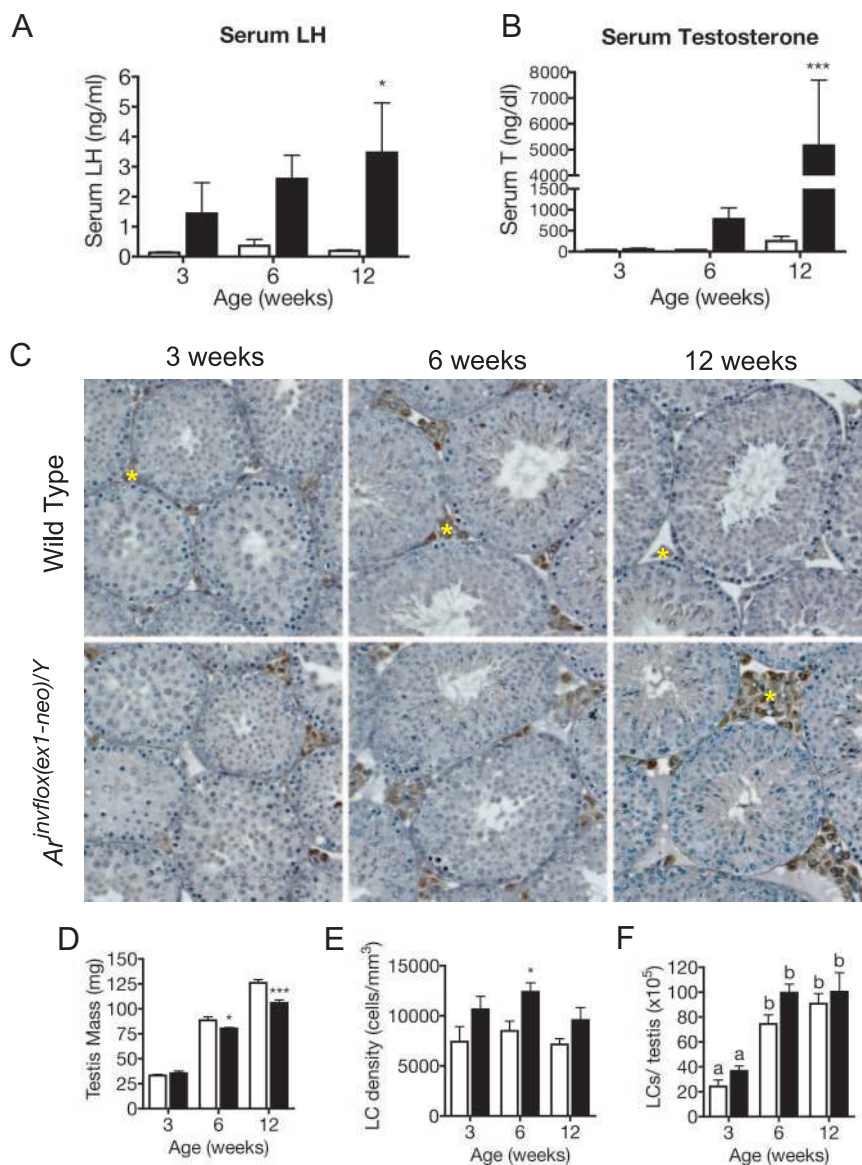 A
Serum LH
Serum LH (ng/ml)
6
5
4
3
2
1
0
*
3 6 12
Age (weeks)
B
Serum Testosterone
Serum T (ng/dl)
8000
7000
6000
5000
4000
1500
1000
500
0
***
3 6 12
Age (weeks)
C
3 weeks 6 weeks 12 weeks
Wild Type
* * *
Ar^invflox(ex1-neo)/Y
*
D
Testis Mass (mg)
150
125
100
75
50
25
0
* ***
3 6 12
Age (weeks)
E
LC density (cells/mm³)
15000
10000
5000
0
*
3 6 12
Age (weeks)
F
LCs/ testis (x10⁵)
120
100
80
60
40
20
0
a a b b b b
3 6 12
Age (weeks)